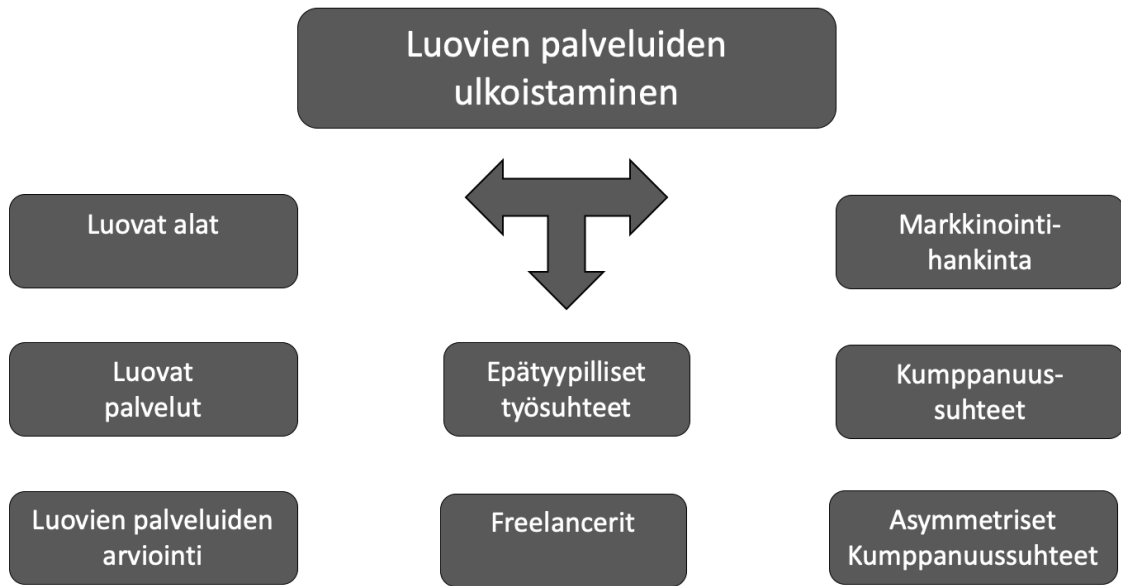 Luovien palveluiden
ulkoistaminen
Luovat alat
Markkinointi-
hankinta
Luovat
palvelut
Epätyypilliset
työsuhteet
Kumppanuus-
suhteet
Luovien palveluiden
arviointi
Freelancerit
Asymmetriset
Kumppanuussuhteet